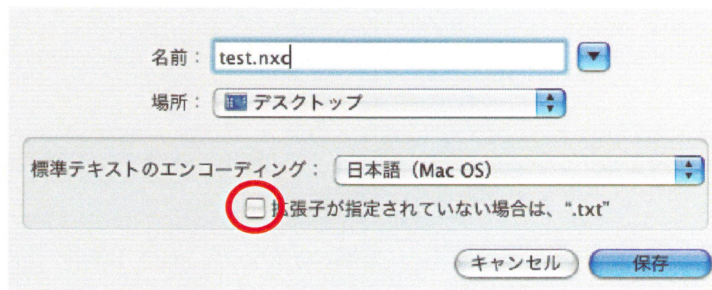 名前： test.nxc
場所： デスクトップ
標準テキストのエンコーディング： 日本語（Mac OS）
拡張子が指定されていない場合は、“.txt”
キャンセル 保存